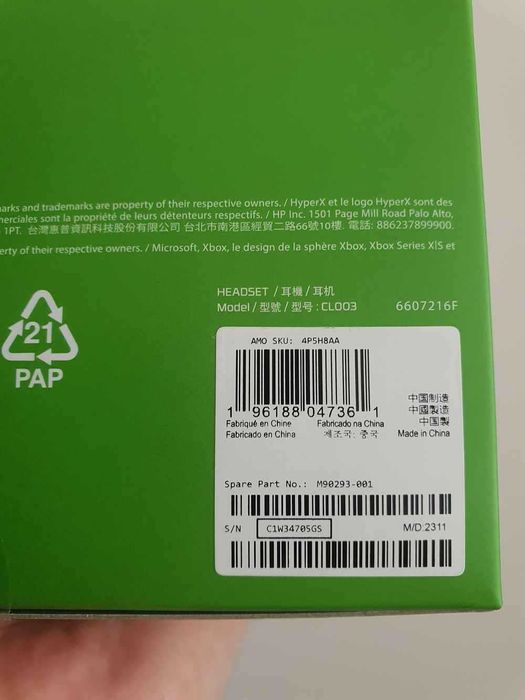 arks and trademarks are property of their respective owners. / HyperX et le logo HyperX sont des
merciales sont la propriété de leurs détenteurs respectifs. / HP Inc. 1501 Page Mill Road Palo Alto,
1PT. 台灣惠普資訊科技股份有限公司 台北市南港區經貿二路66號10樓. 電話: 886237899900.
erty of their respective owners. / Microsoft, Xbox, le design de la sphère Xbox, Xbox Series X|S et
HEADSET / 耳機 / 耳机
Model / 型號 / 型号 : CL003 6607216F
21
PAP
AMO SKU: 4P5H8AA
1 96188 04736 1
Fabriqué en Chine Fabricado na China
Fabricado en China 제조국: 중국
中国制造
中國製造
中国製
Made in China
Spare Part No.: M90293-001
S/N C1W3470SGS M/D:2311